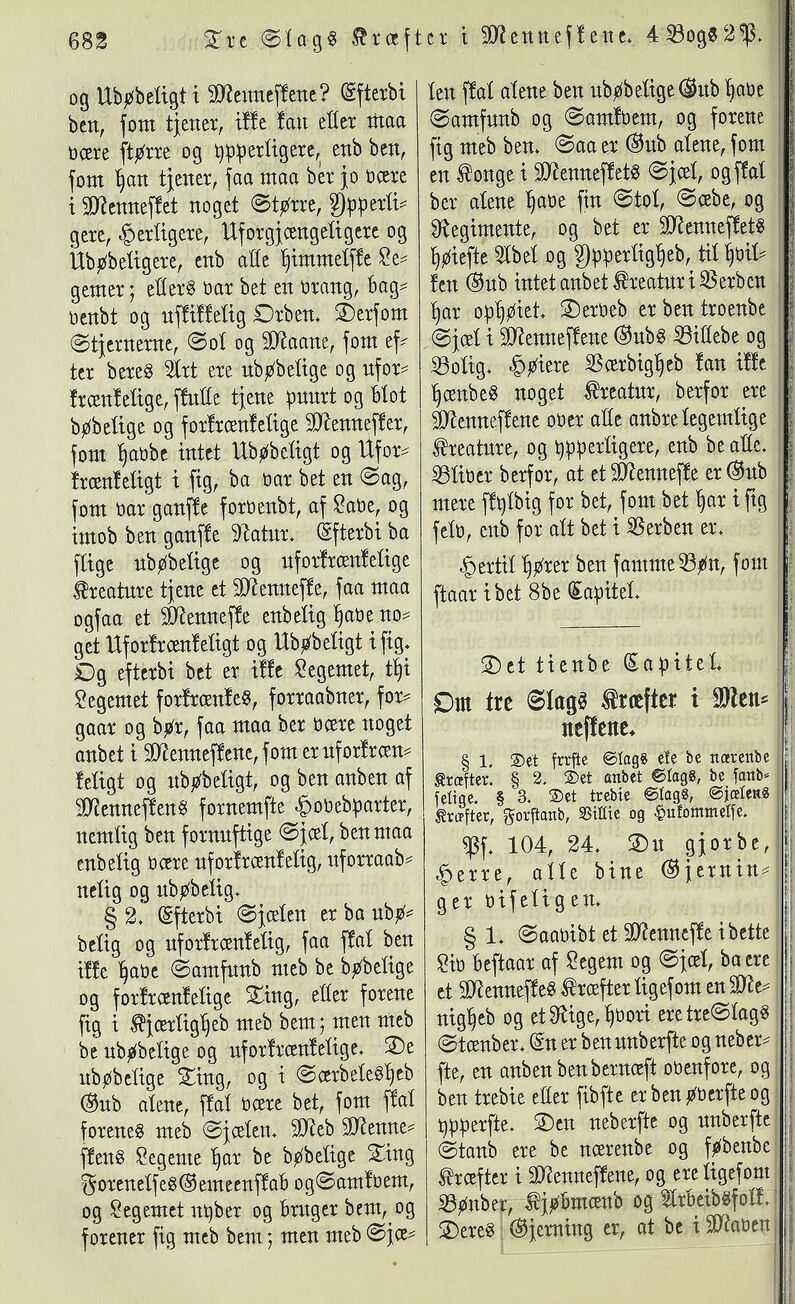 682 Tre Slags Kræfter i Menneskene. 4 Bogs 2 P.
og Udødeligt i Menneskene? Efterdi
den, som tjener, ikke kan eller maa
være større og ypperligere, end den,
som han tjener, saa maa der jo være
i Mennesket noget Større, Ypperli-
gere, Herligere, Uforgjængeligere og
Udødeligere, end alle himmelske Le-
gemer; ellers var det en vrang, bag-
vendt og uskikkelig Orden. Dersom
Stjernerne, Sol og Maane, som ef-
ter deres Art ere udødelige og ufor-
krænkelige, skulle tjene puurt og blot
dødelige og forkrænkelige Mennesker,
som havde intet Udødeligt og Ufor-
krænkeligt i sig, da var det en Sag,
som var ganske forvendt, af Lave, og
imod den ganske Natur. Efterdi da
slige udødelige og uforkrænkelige
Kreature tjene et Menneske, saa maa
ogsaa et Menneske endelig have no-
get Uforkrænkeligt og Udødeligt i sig.
Og efterdi det er ikke Legemet, thi
Legemet forkrænkes, forraadner, for-
gaar og dør, saa maa der være noget
andet i Menneskene, som er uforkræn-
keligt og udødeligt, og den anden af
Menneskens fornemste Hovedparter,
nemlig den fornuftige Sjæl, den maa
endelig være uforkrænkelig, uforraad-
nelig og udødelig.
§ 2. Efterdi Sjælen er da udø-
delig og uforkrænkelig, saa skal den
ikke have Samfund med de dødelige
og forkrænkelige Ting, eller forene
sig i Kjærlighed med dem; men med
de udødelige og uforkrænkelige. De
udødelige Ting, og i Særdeleshed
Gud alene, skal være det, som skal
forenes med Sjælen. Med Menne-
skens Legeme har de dødelige Ting
Forenelses Gemeenskab og Samkvem,
og Legemet nyder og bruger dem, og
forener sig med dem; men med Sjæ-
len skal alene den udødelige Gud have
Samfund og Samkvem, og forene
sig med den. Saa er Gud alene, som
en Konge i Menneskets Sjæl, og skal
der alene have sin Stol, Sæde, og
Regimente, og det er Menneskets
høieste Adel og Ypperlighed, til hvil-
ken Gud intet andet Kreatur i Verden
har ophøiet. Derved er den troende
Sjæl i Menneskene Guds Billede og
Bolig. Høiere Værdighed kan ikke
hændes noget Kreatur, derfor ere
Menneskene over alle andre legemlige
Kreature, og ypperligere, end de alle.
Bliver derfor, at et Menneske er Gud
mere skyldig for det, som det har i sig
selv, end for alt det i Verden er.
Hertil hører den samme Bøn, som
staar i det 8de Capitel.
Det tiende Capitel.
Om tre Slags Kræfter i Men-
neskene.
§ 1. Det første Slags ere de nærende
Kræfter. § 2. Det andet Slags, de sand-
selige. § 3. Det tredie Slags, Sjælens
Kræfter, Forstand, Villie og Hukommelse.
Ps. 104, 24. Du gjorde,
Herre, alle dine Gjernin-
ger viseligen.
§ 1. Saavidt et Menneske i dette
Liv bestaar af Legem og Sjæl, da ere
et Menneskes Kræfter ligesom en Me-
nighed og et Rige, hvori ere tre Slags
Stænder. En er den underste og neder-
ste, en anden den dernæst ovenfore, og
den tredie eller sidste er den øverste og
ypperste. Den nederste og underste
Stand ere de nærende og fødende
Kræfter i Menneskene, og ere ligesom
Bønder, Kjøbmænd og Arbeidsfolk.
Deres Gjerning er, at de i Maven